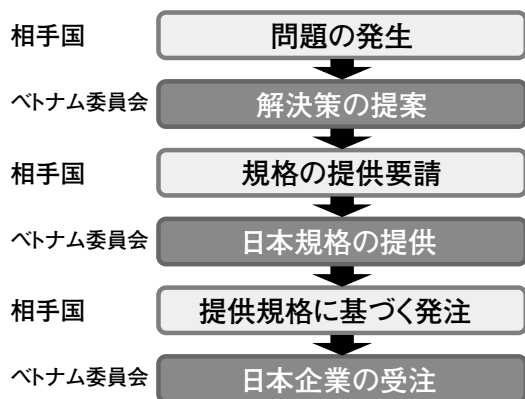 相手国 問題の発生
ベトナム委員会 解決策の提案
相手国 規格の提供要請
ベトナム委員会 日本規格の提供
相手国 提供規格に基づく発注
ベトナム委員会 日本企業の受注